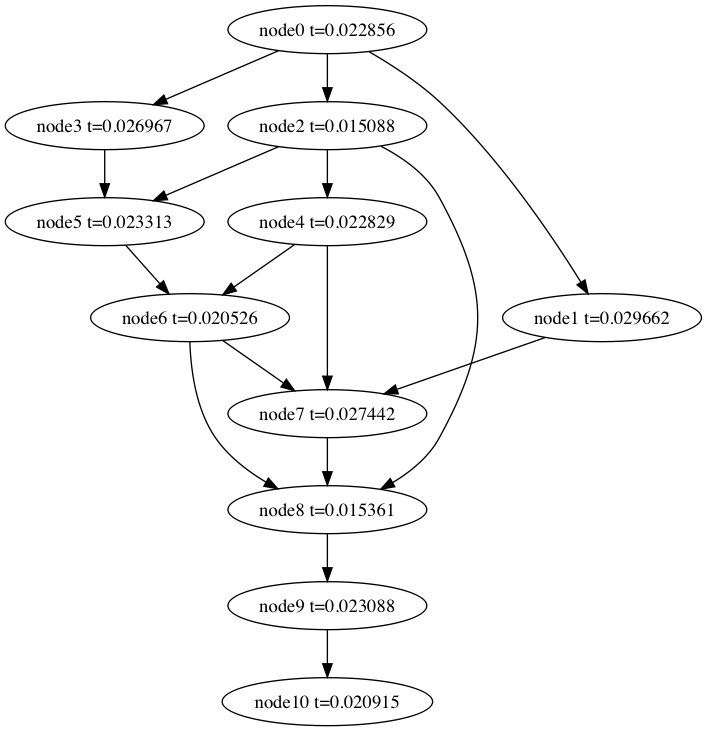 node0 t=0.022856
node3 t=0.026967
node2 t=0.015088
node5 t=0.023313
node4 t=0.022829
node6 t=0.020526
node1 t=0.029662
node7 t=0.027442
node8 t=0.015361
node9 t=0.023088
node10 t=0.020915